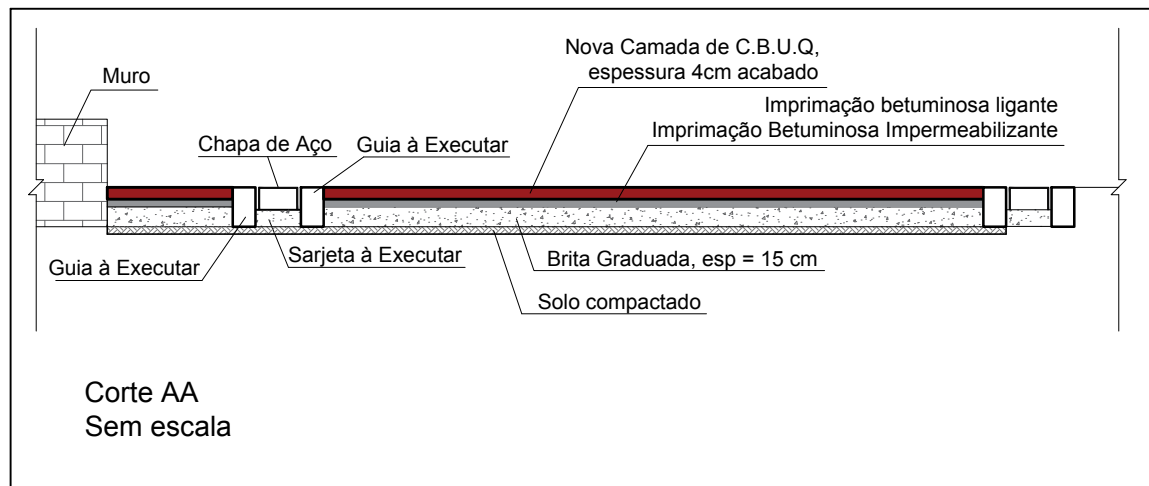 Nova Camada de C.B.U.Q,
espessura 4cm acabado
Muro
Imprimação betuminosa ligante
Imprimação Betuminosa Impermeabilizante
Chapa de Aço
Guia à Executar
Guia à Executar
Sarjeta à Executar
Brita Graduada, esp = 15 cm
Solo compactado
Corte AA
Sem escala